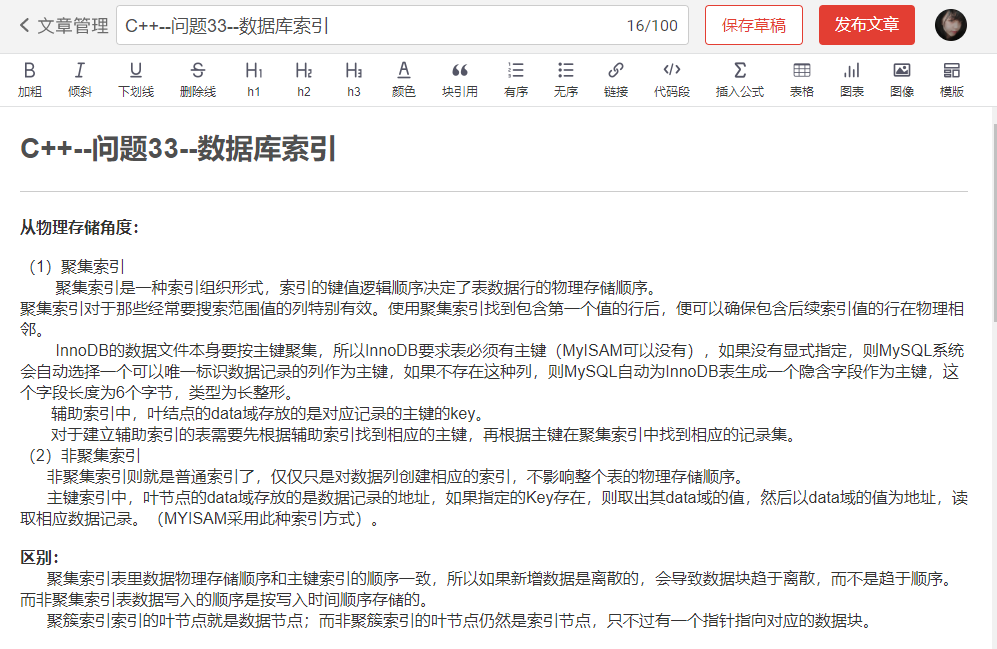 文章管理
C++--问题33--数据库索引
16/100
保存草稿
发布文章
B I U S H1 H2 H3 A
加粗 倾斜 下划线 删除线 h1 h2 h3 颜色 块引用 有序 无序 链接 代码段 插入公式 表格 图表 图像 模版
C++--问题33--数据库索引
从物理存储角度：
（1）聚集索引
聚集索引是一种索引组织形式，索引的键值逻辑顺序决定了表数据行的物理存储顺序。
聚集索引对于那些经常要搜索范围值的列特别有效。使用聚集索引找到包含第一个值的行后，便可以确保包含后续索引值的行在物理相
邻。
InnoDB的数据文件本身要按主键聚集，所以InnoDB要求表必须有主键（MyISAM可以没有），如果没有显式指定，则MySQL系统
会自动选择一个可以唯一标识数据记录的列作为主键，如果不存在这种列，则MySQL自动为InnoDB表生成一个隐含字段作为主键，这
个字段长度为6个字节，类型为长整形。
辅助索引中，叶结点的data域存放的是对应记录的主键的key。
对于建立辅助索引的表需要先根据辅助索引找到相应的主键，再根据主键在聚集索引中找到相应的记录集。
（2）非聚集索引
非聚集索引则就是普通索引了，仅仅只是对数据列创建相应的索引，不影响整个表的物理存储顺序。
主键索引中，叶节点的data域存放的是数据记录的地址，如果指定的Key存在，则取出其data域的值，然后以data域的值为地址，读
取相应数据记录。（MYISAM采用此种索引方式）。
区别：
聚集索引表里数据物理存储顺序和主键索引的顺序一致，所以如果新增数据是离散的，会导致数据块趋于离散，而不是趋于顺序。
而非聚集索引表数据写入的顺序是按写入时间顺序存储的。
聚簇索引索引的叶节点就是数据节点；而非聚簇索引的叶节点仍然是索引节点，只不过有一个指针指向对应的数据块。